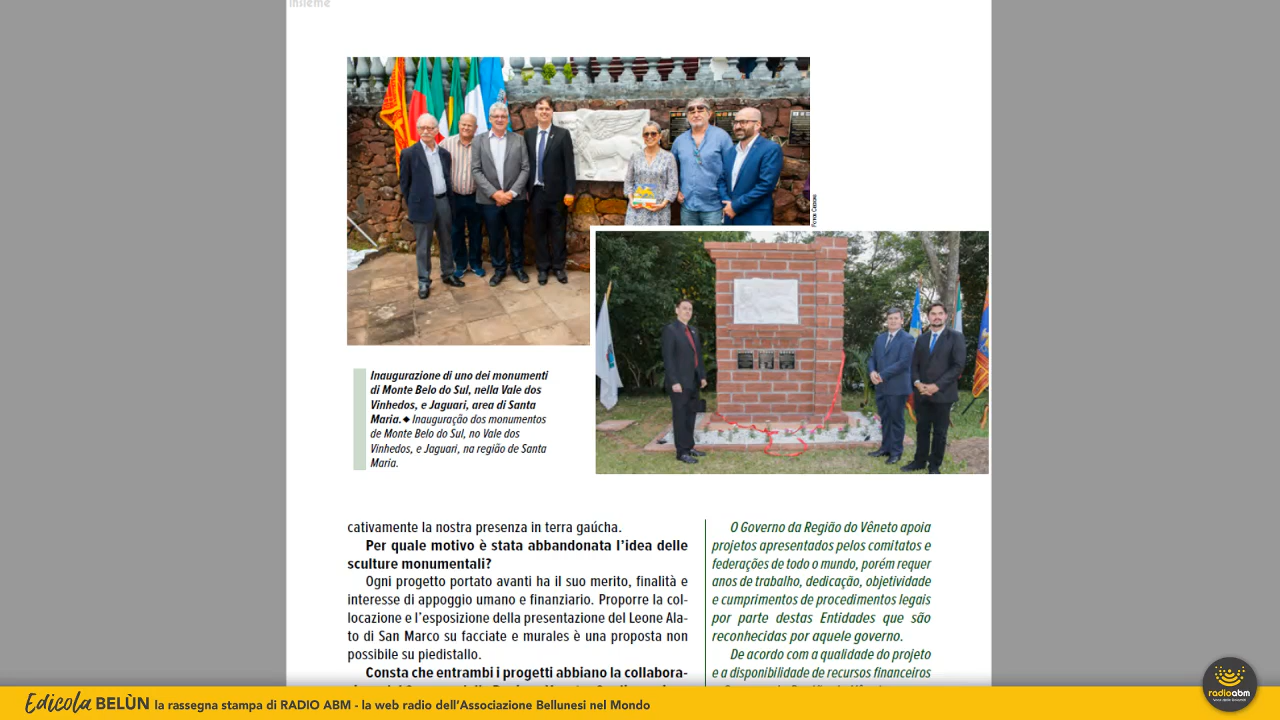 insieme
Fotos Cedidas
Inaugurazione di uno dei monumenti
di Monte Belo do Sul, nella Vale dos
Vinhedos, e Jaguari, area di Santa
Maria.◆ Inauguração dos monumentos
de Monte Belo do Sul, no Vale dos
Vinhedos, e Jaguari, na região de Santa
Maria.
cativamente la nostra presenza in terra gaúcha.
Per quale motivo è stata abbandonata l’idea delle
sculture monumentali?
Ogni progetto portato avanti ha il suo merito, finalità e
interesse di appoggio umano e finanziario. Proporre la col-
locazione e l’esposizione della presentazione del Leone Ala-
to di San Marco su facciate e murales è una proposta non
possibile su piedistallo.
Consta che entrambi i progetti abbiano la collabora-
O Governo da Região do Vêneto apoia
projetos apresentados pelos comitatos e
federações de todo o mundo, porém requer
anos de trabalho, dedicação, objetividade
e cumprimentos de procedimentos legais
por parte destas Entidades que são
reconhecidas por aquele governo.
De acordo com a qualidade do projeto
e a disponibilidade de recursos financeiros
Edicola BELÙN la rassegna stampa di RADIO ABM - la web radio dell’Associazione Bellunesi nel Mondo
radioabm